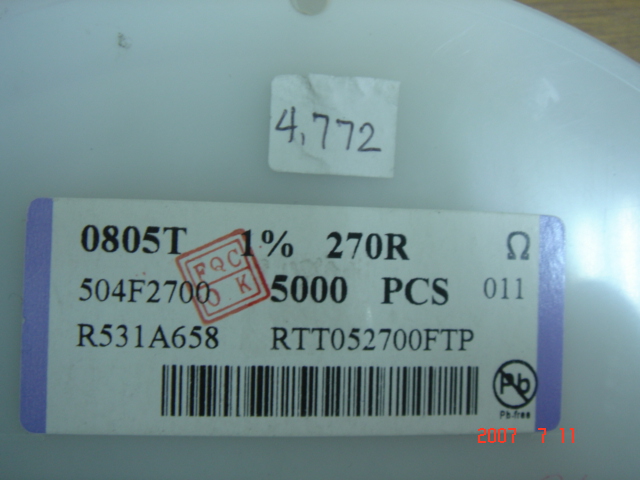 4,772
0805T 1% 270R Ω
504F2700 5000 PCS 011
FQC
OK
R531A658 RTT052700FTP
Pb
Pb-free
2007 7 11